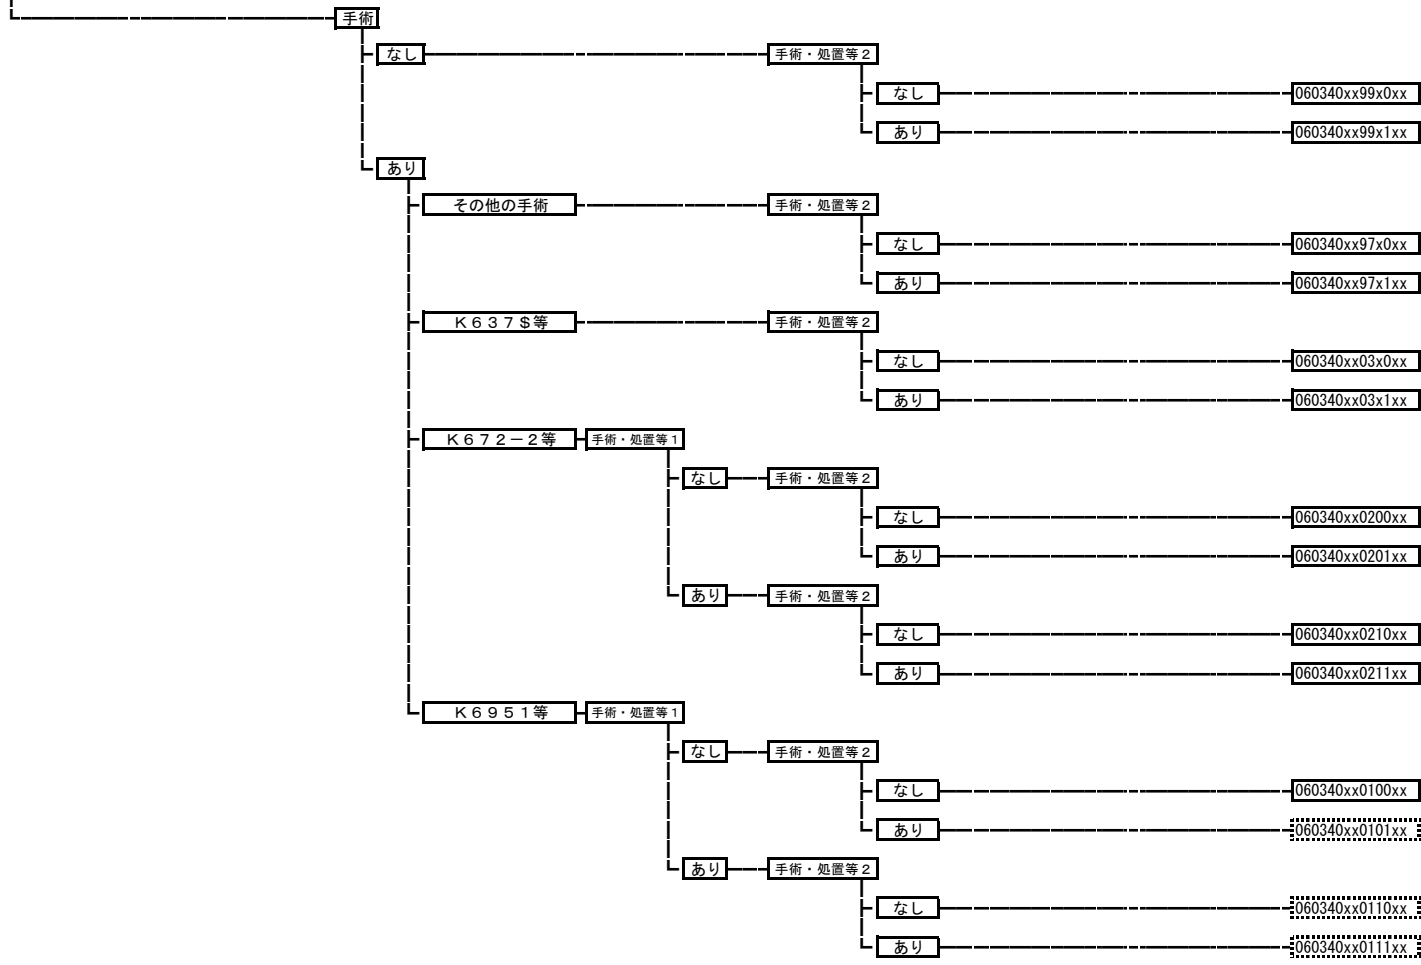 手術
なし 手術・処置等２
なし 060340xx99x0xx
あり 060340xx99x1xx
あり
その他の手術 手術・処置等２
なし 060340xx97x0xx
あり 060340xx97x1xx
Ｋ６３７＄等 手術・処置等２
なし 060340xx03x0xx
あり 060340xx03x1xx
Ｋ６７２－２等 手術・処置等１
なし 手術・処置等２
なし 060340xx0200xx
あり 060340xx0201xx
あり 手術・処置等２
なし 060340xx0210xx
あり 060340xx0211xx
Ｋ６９５１等 手術・処置等１
なし 手術・処置等２
なし 060340xx0100xx
あり 060340xx0101xx
あり 手術・処置等２
なし 060340xx0110xx
あり 060340xx0111xx